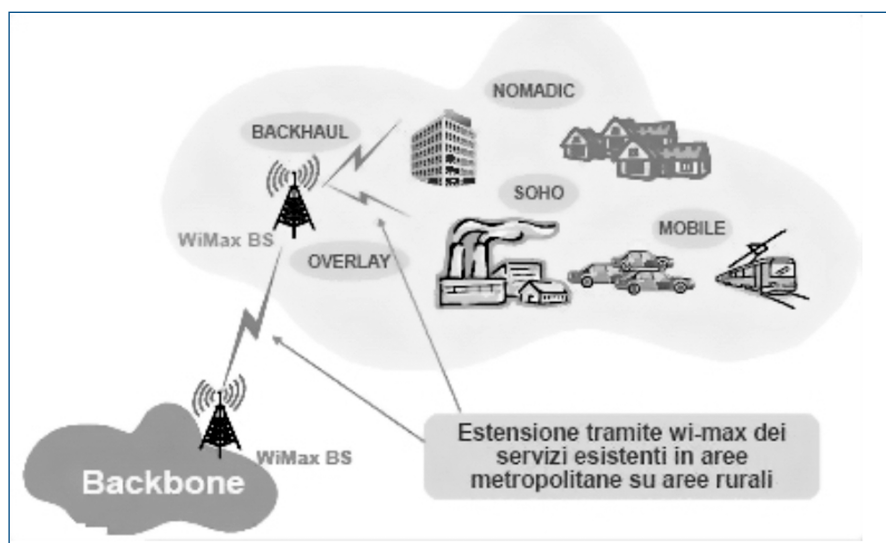 NOMADIC
BACKHAUL
SOHO
WiMax BS
OVERLAY
MOBILE
WiMax BS
Backbone
Estensione tramite wi-max dei
servizi esistenti in aree
metropolitane su aree rurali